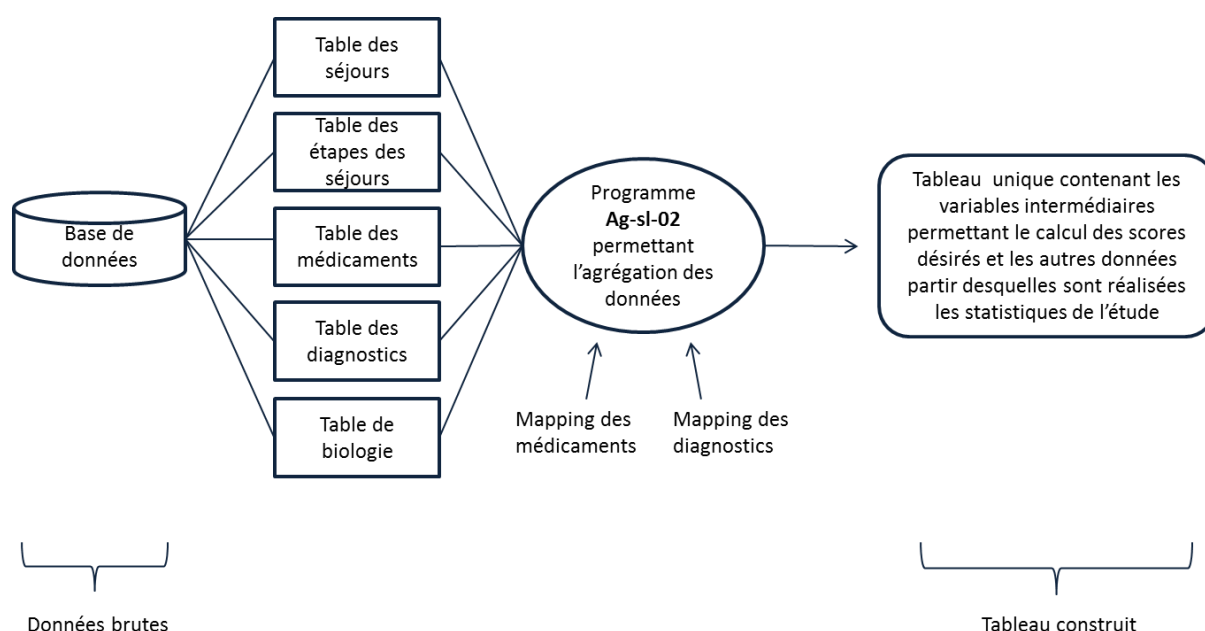 Table des
séjours
Table des
étapes des
séjours
Table des
médicaments
Table des
diagnostics
Table de
biologie
Base de
données
Programme
Ag-sl-02
permettant
l'agrégation des
données
Mapping des
médicaments
Mapping des
diagnostics
Tableau unique contenant les
variables intermédiaires
permettant le calcul des scores
désirés et les autres données
partir desquelles sont réalisées
les statistiques de l'étude
Données brutes
Tableau construit